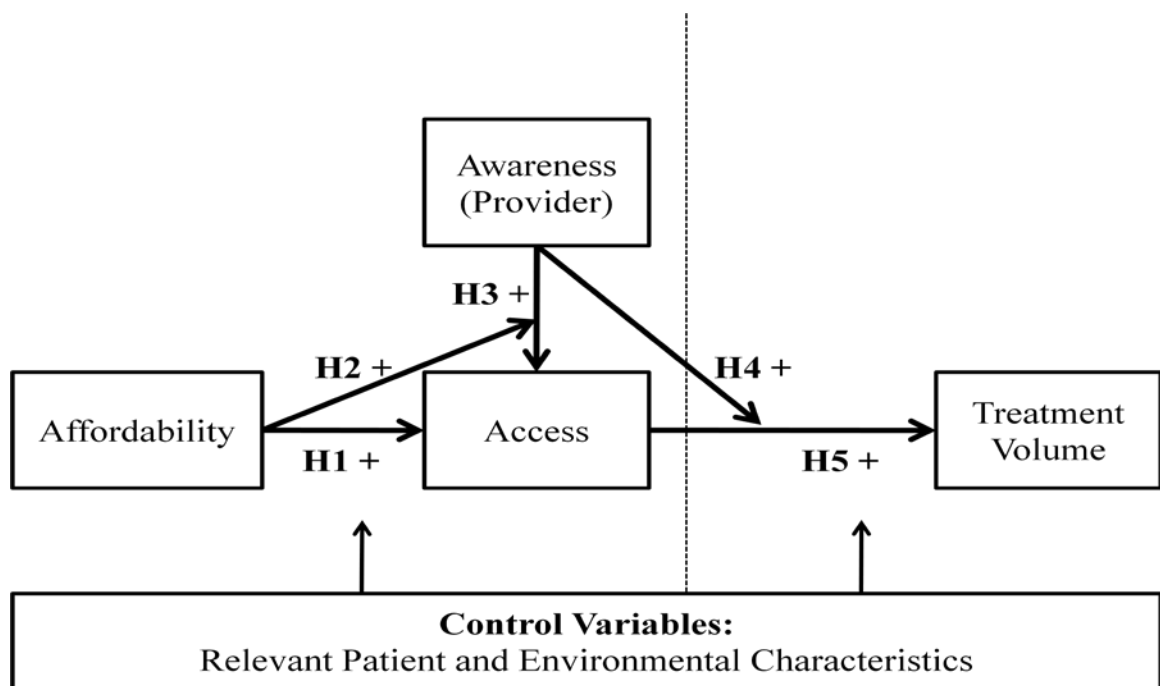 Awareness
(Provider)
H3 +
H2 +
H4 +
Affordability
Access
Treatment
Volume
H1 +
H5 +
Control Variables:
Relevant Patient and Environmental Characteristics